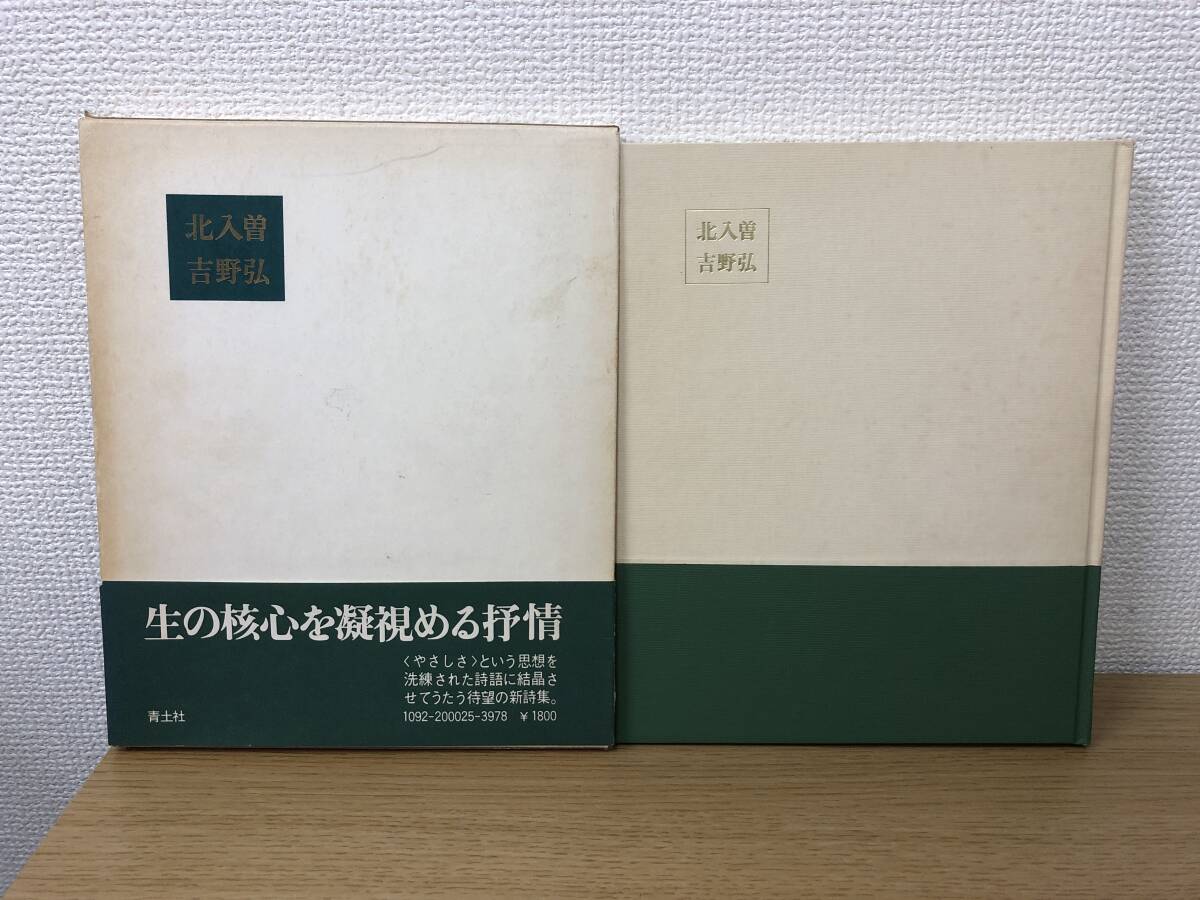 北入曽
吉野弘
生の核心を凝視める抒情
〈やさしさ〉という思想を
洗練された詩語に結晶さ
せてうたう待望の新詩集。
1092-200025-3978 ¥1800
青土社
北入曽
吉野弘